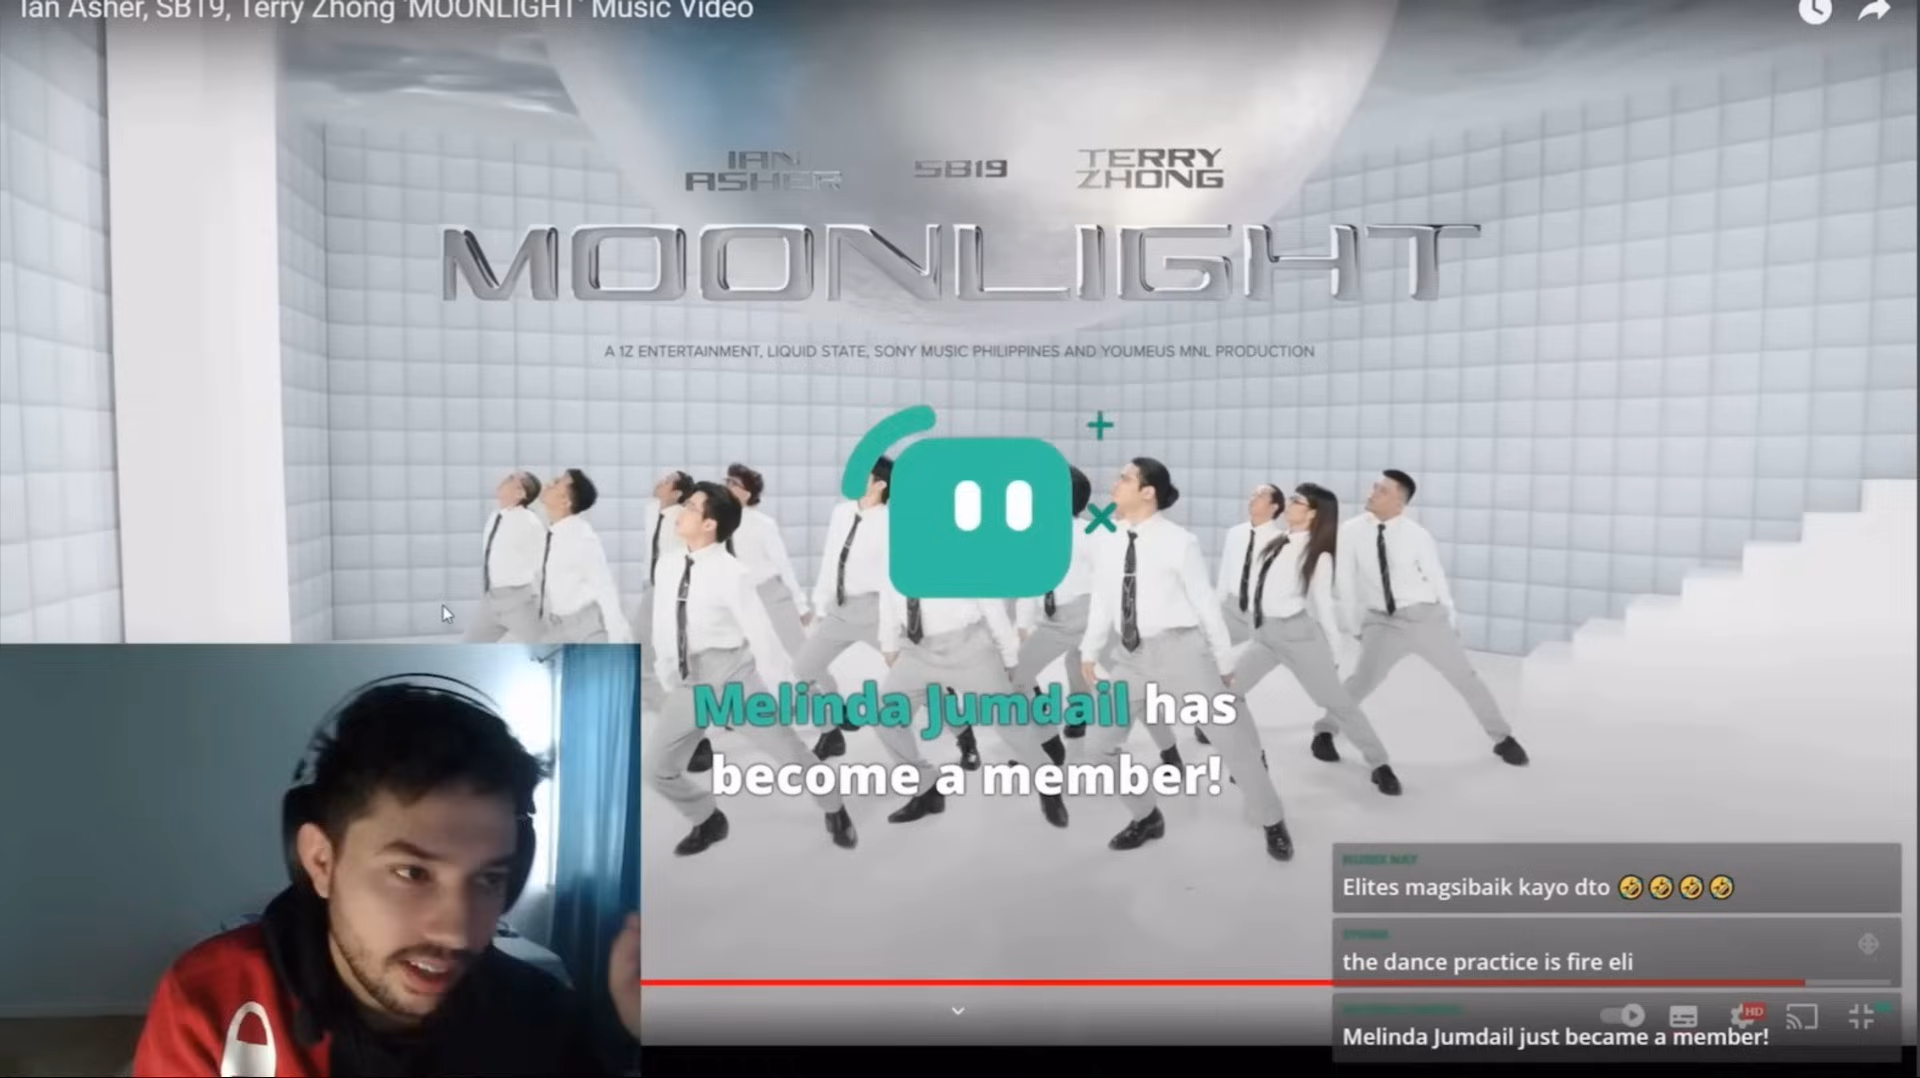 Ian Asher, SB19, Terry Zhong 'MOONLIGHT' Music Video
IAN
ASHER
SB19
TERRY
ZHONG
MOONLIGHT
A 1Z ENTERTAINMENT, LIQUID STATE, SONY MUSIC PHILIPPINES AND YOUMEUS MNL PRODUCTION
Melinda Jumdail has
become a member!
Elites magsibaik kayo dto 🤣🤣🤣🤣
the dance practice is fire eli
HD
Melinda Jumdail just became a member!